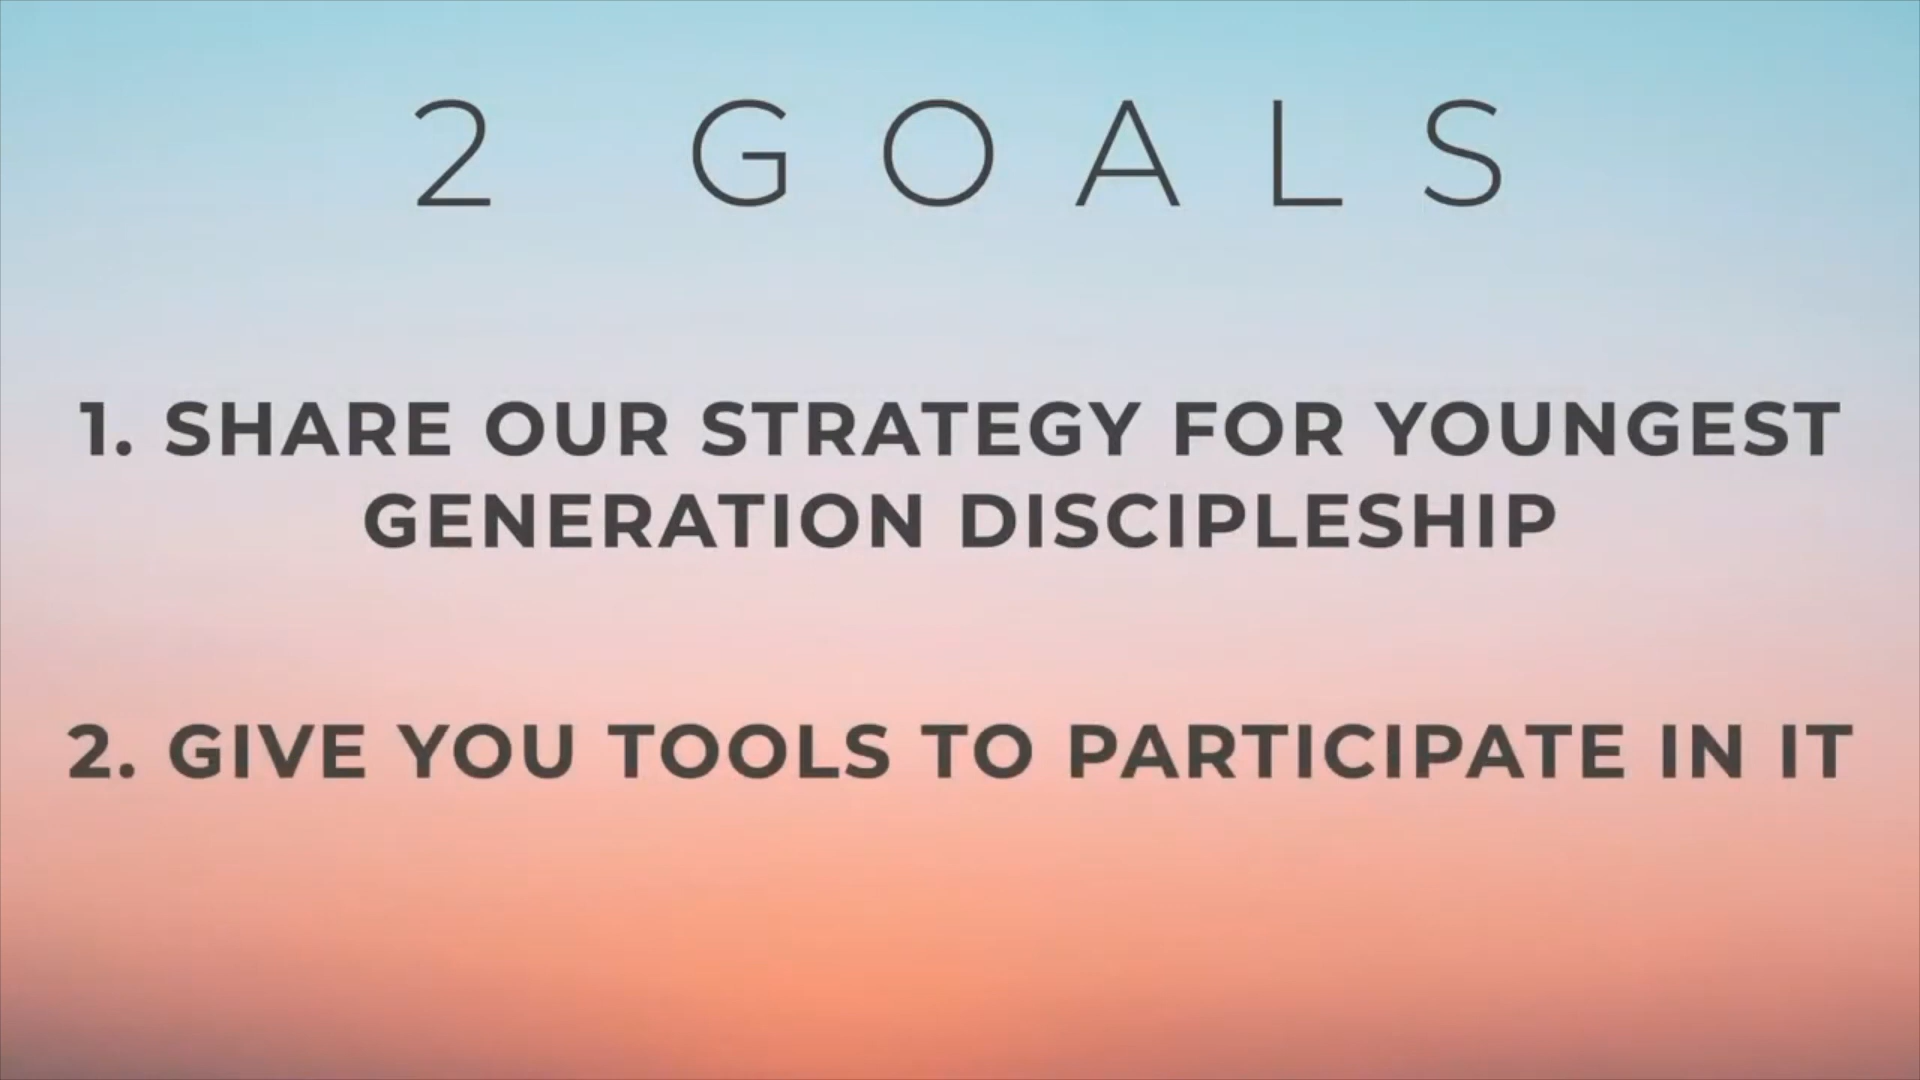 2 GOALS
1. SHARE OUR STRATEGY FOR YOUNGEST
GENERATION DISCIPLESHIP
2. GIVE YOU TOOLS TO PARTICIPATE IN IT